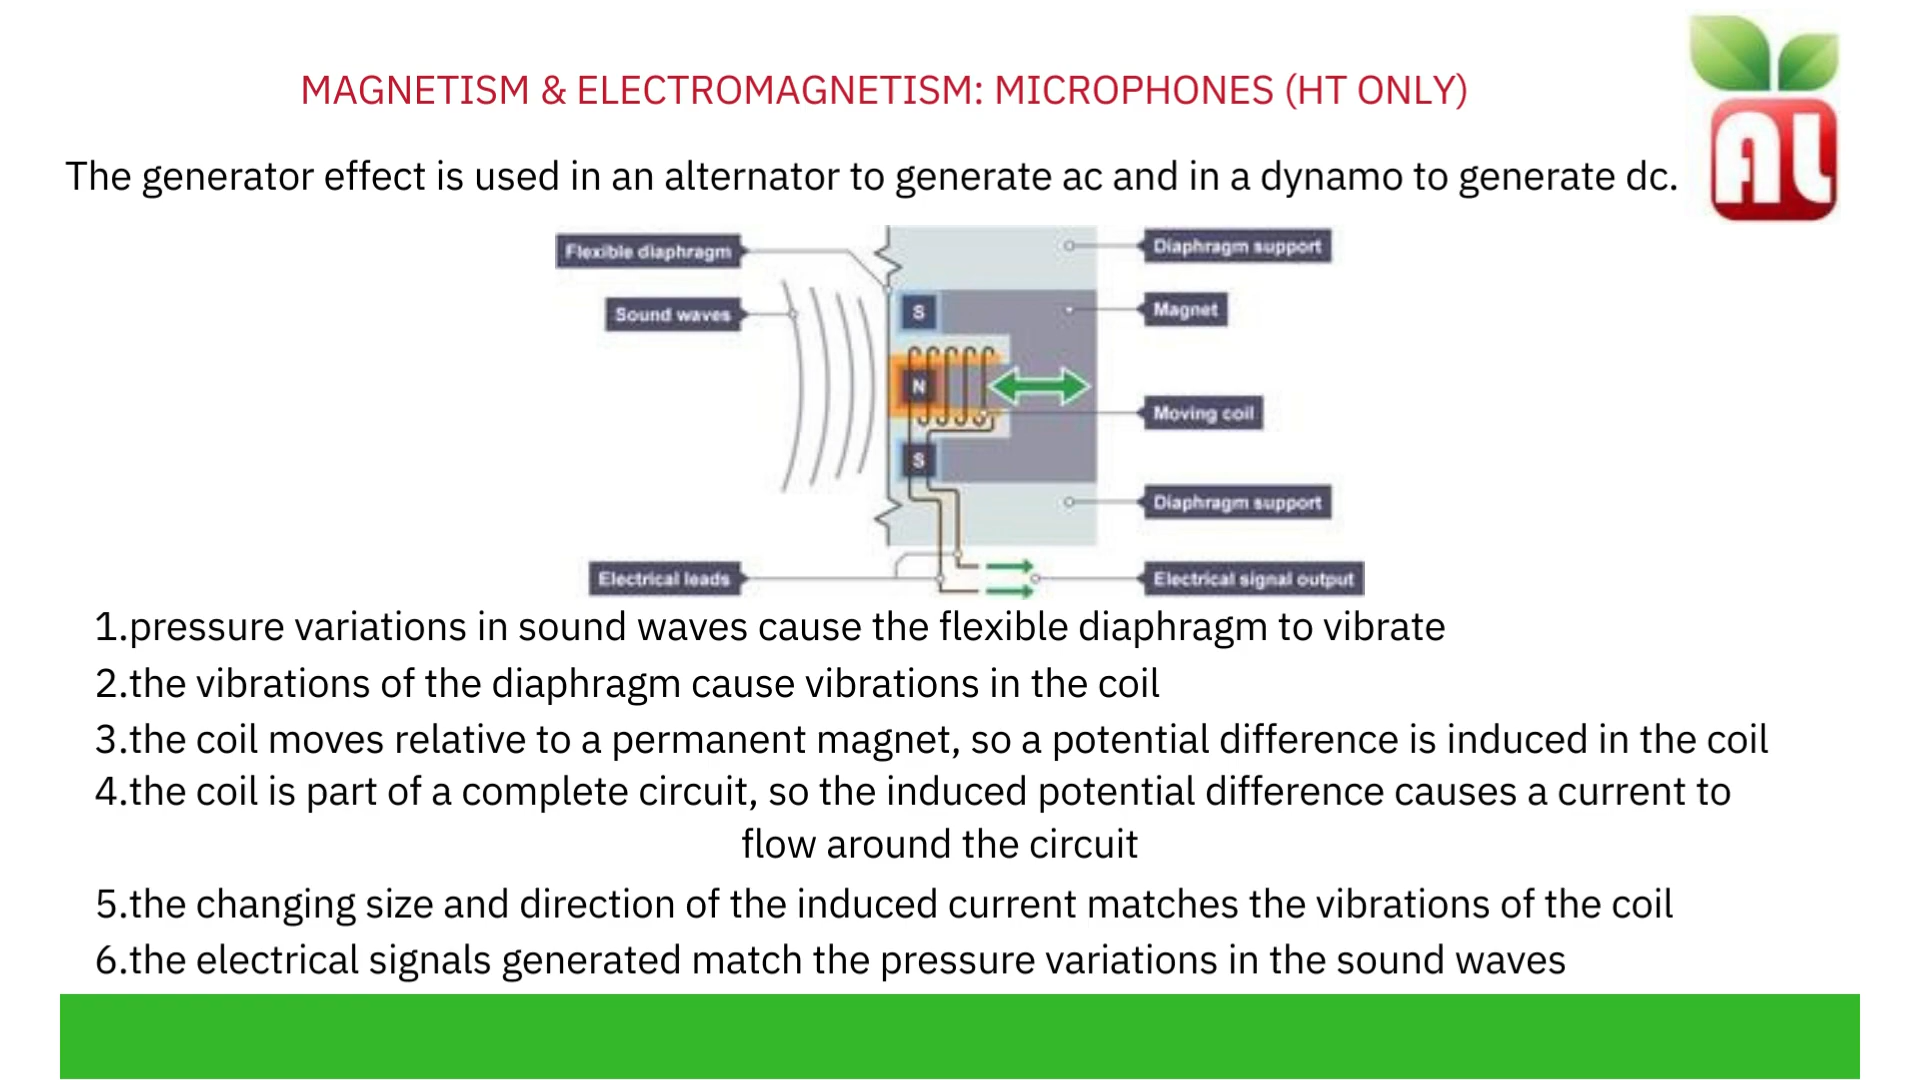 MAGNETISM & ELECTROMAGNETISM: MICROPHONES (HT ONLY)
AL
The generator effect is used in an alternator to generate ac and in a dynamo to generate dc.
Flexible diaphragm
Diaphragm support
Sound waves
S
Magnet
N
Moving coil
S
Diaphragm support
Electrical leads
Electrical signal output
1.pressure variations in sound waves cause the flexible diaphragm to vibrate
2.the vibrations of the diaphragm cause vibrations in the coil
3.the coil moves relative to a permanent magnet, so a potential difference is induced in the coil
4.the coil is part of a complete circuit, so the induced potential difference causes a current to
flow around the circuit
5.the changing size and direction of the induced current matches the vibrations of the coil
6.the electrical signals generated match the pressure variations in the sound waves